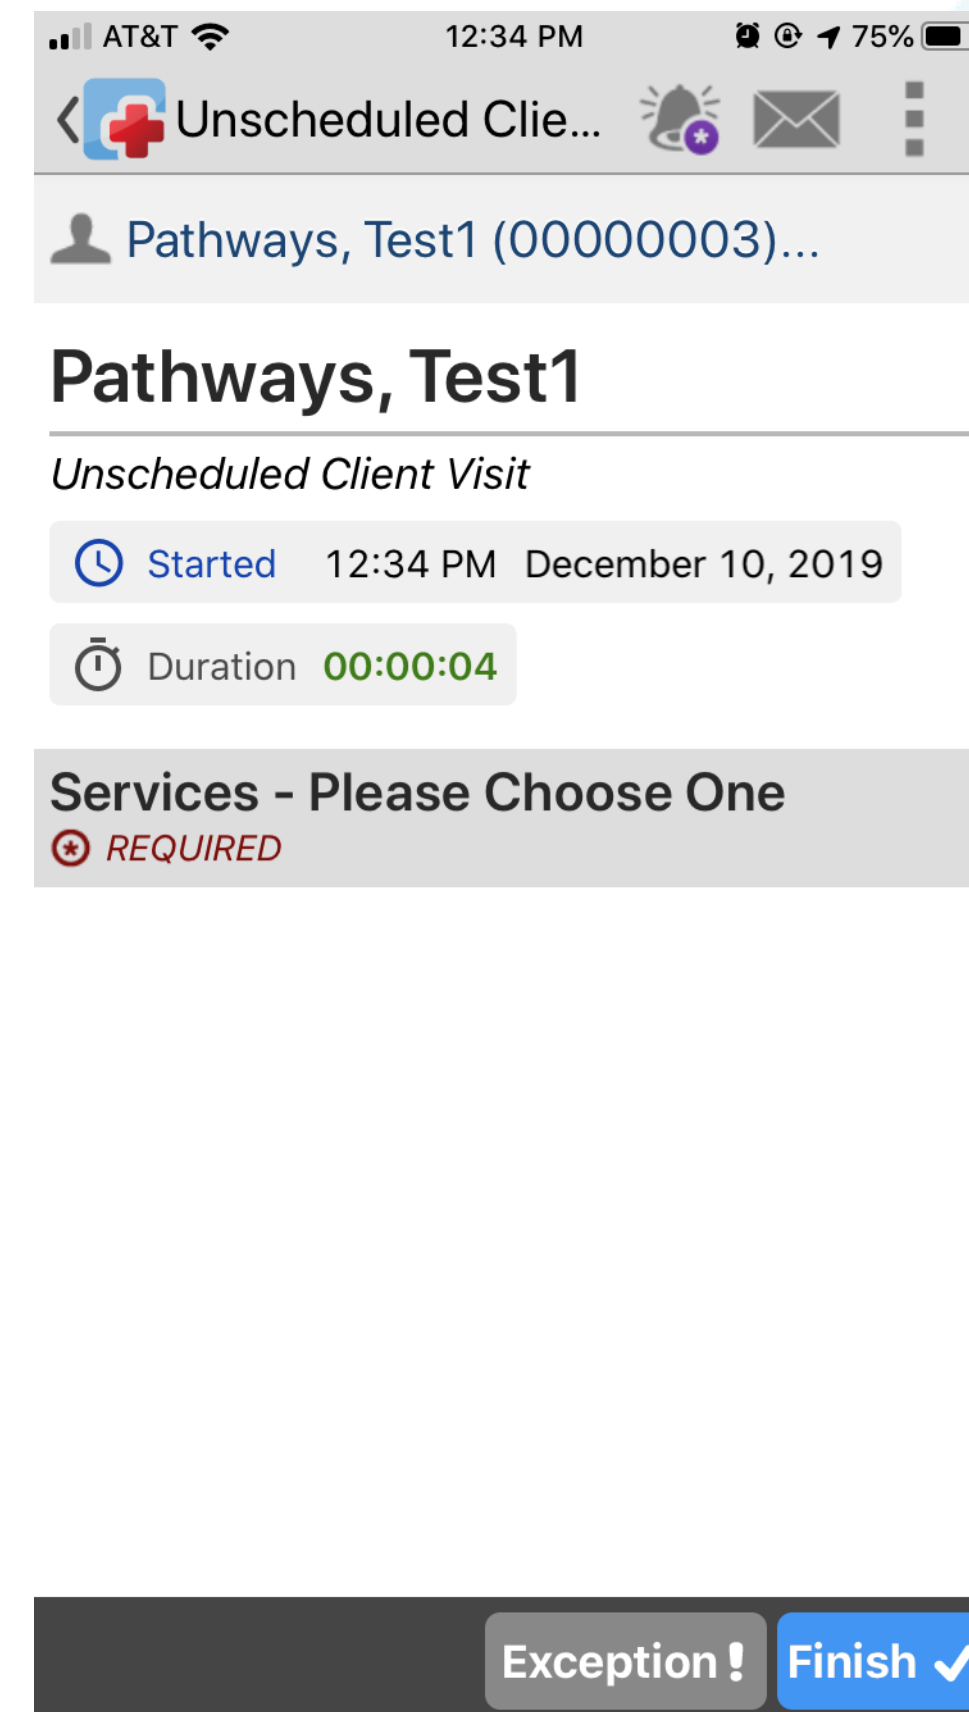 AT&T 12:34 PM 75%
Unscheduled Clie...
Pathways, Test1 (00000003)...
Pathways, Test1
Unscheduled Client Visit
Started 12:34 PM December 10, 2019
Duration 00:00:04
Services - Please Choose One
REQUIRED
Exception! Finish